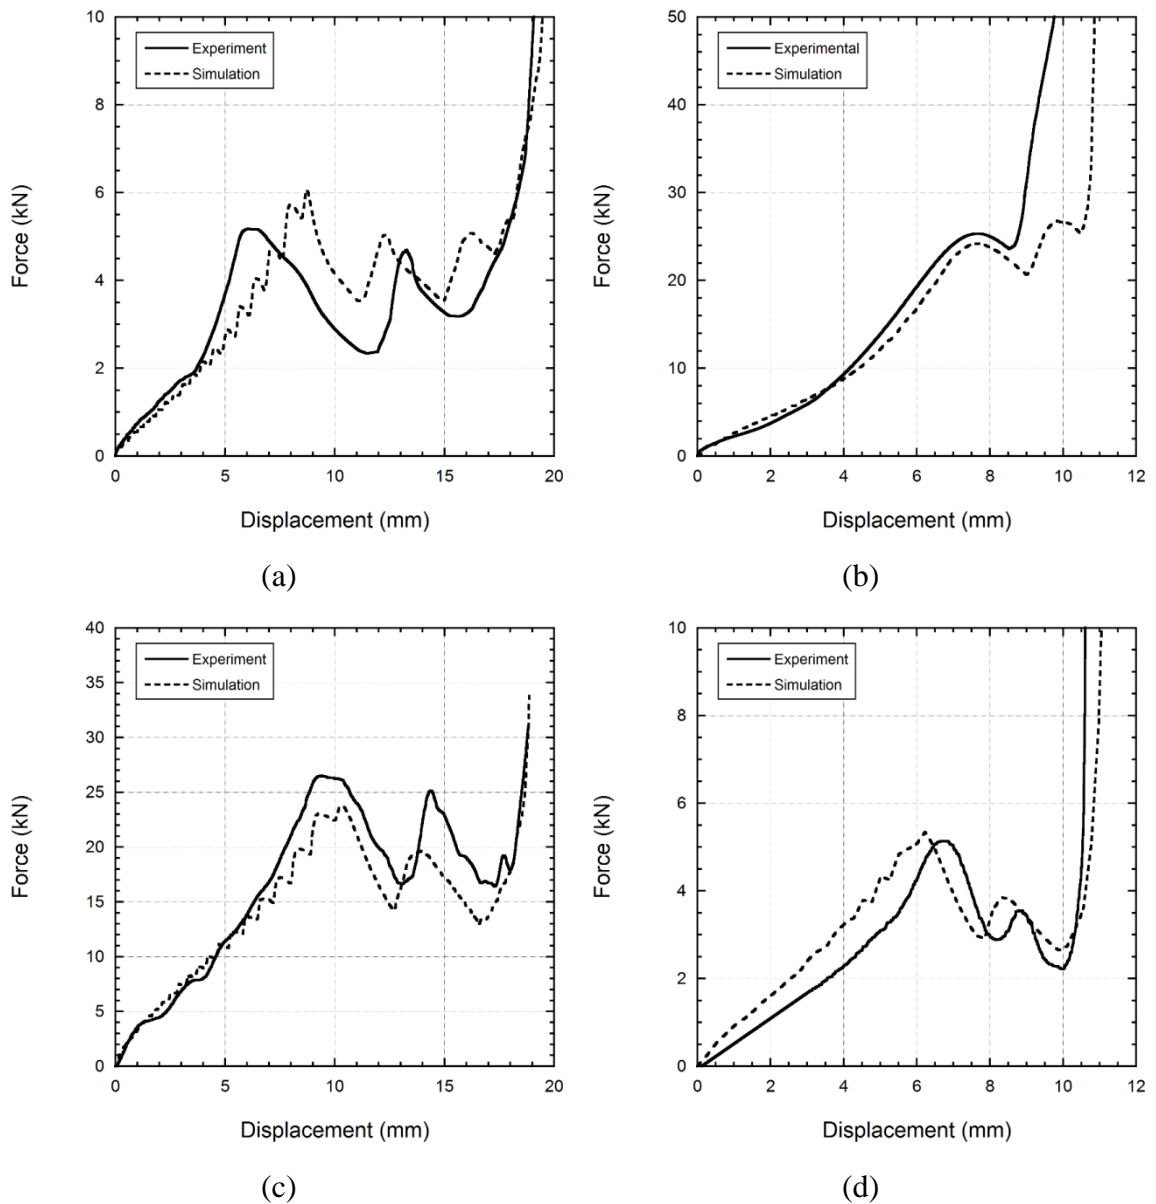 10
8
6
4
2
0
Force (kN)
Experiment
Simulation
0 5 10 15 20
Displacement (mm)
(a)
50
40
30
20
10
0
Force (kN)
Experimental
Simulation
0 2 4 6 8 10 12
Displacement (mm)
(b)
40
35
30
25
20
15
10
5
0
Force (kN)
Experiment
Simulation
0 5 10 15 20
Displacement (mm)
(c)
10
8
6
4
2
0
Force (kN)
Experiment
Simulation
0 2 4 6 8 10 12
Displacement (mm)
(d)